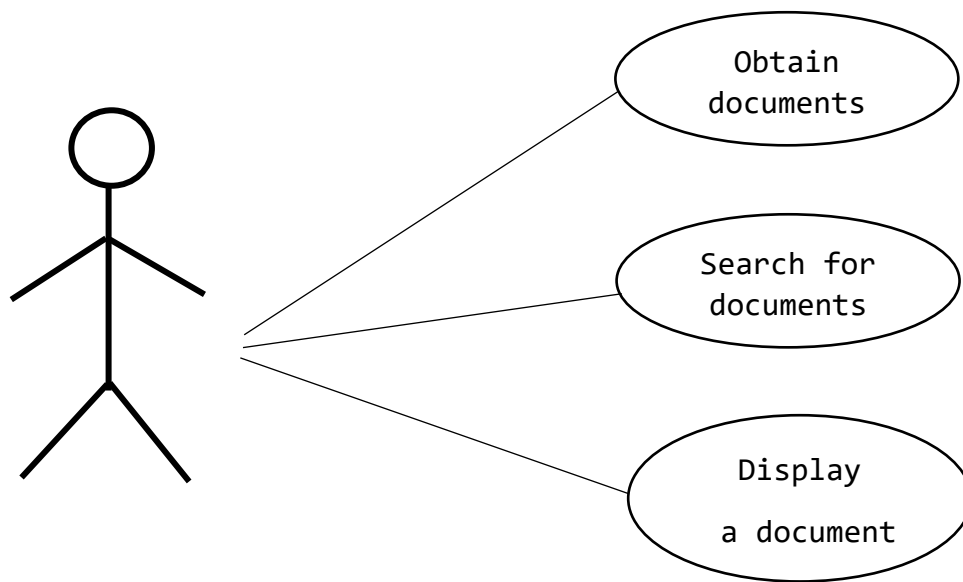 Obtain
documents
Search for
documents
Display
a document